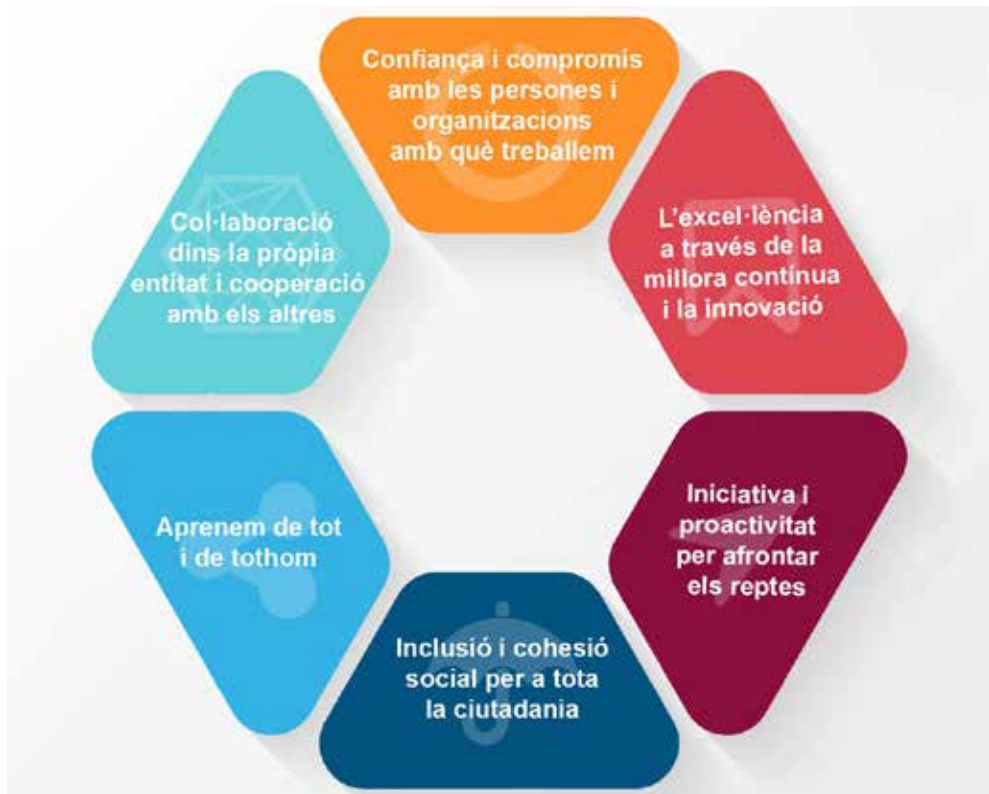 Confiança i compromís
amb les persones i
organitzacions
amb què treballem
L'excel·lència
a través de la
millora contínua
i la innovació
Iniciativa i
proactivitat
per afrontar
els reptes
Inclusió i cohesió
social per a tota
la ciutadania
Aprenem de tot
i de tothom
Col·laboració
dins la pròpia
entitat i cooperació
amb els altres